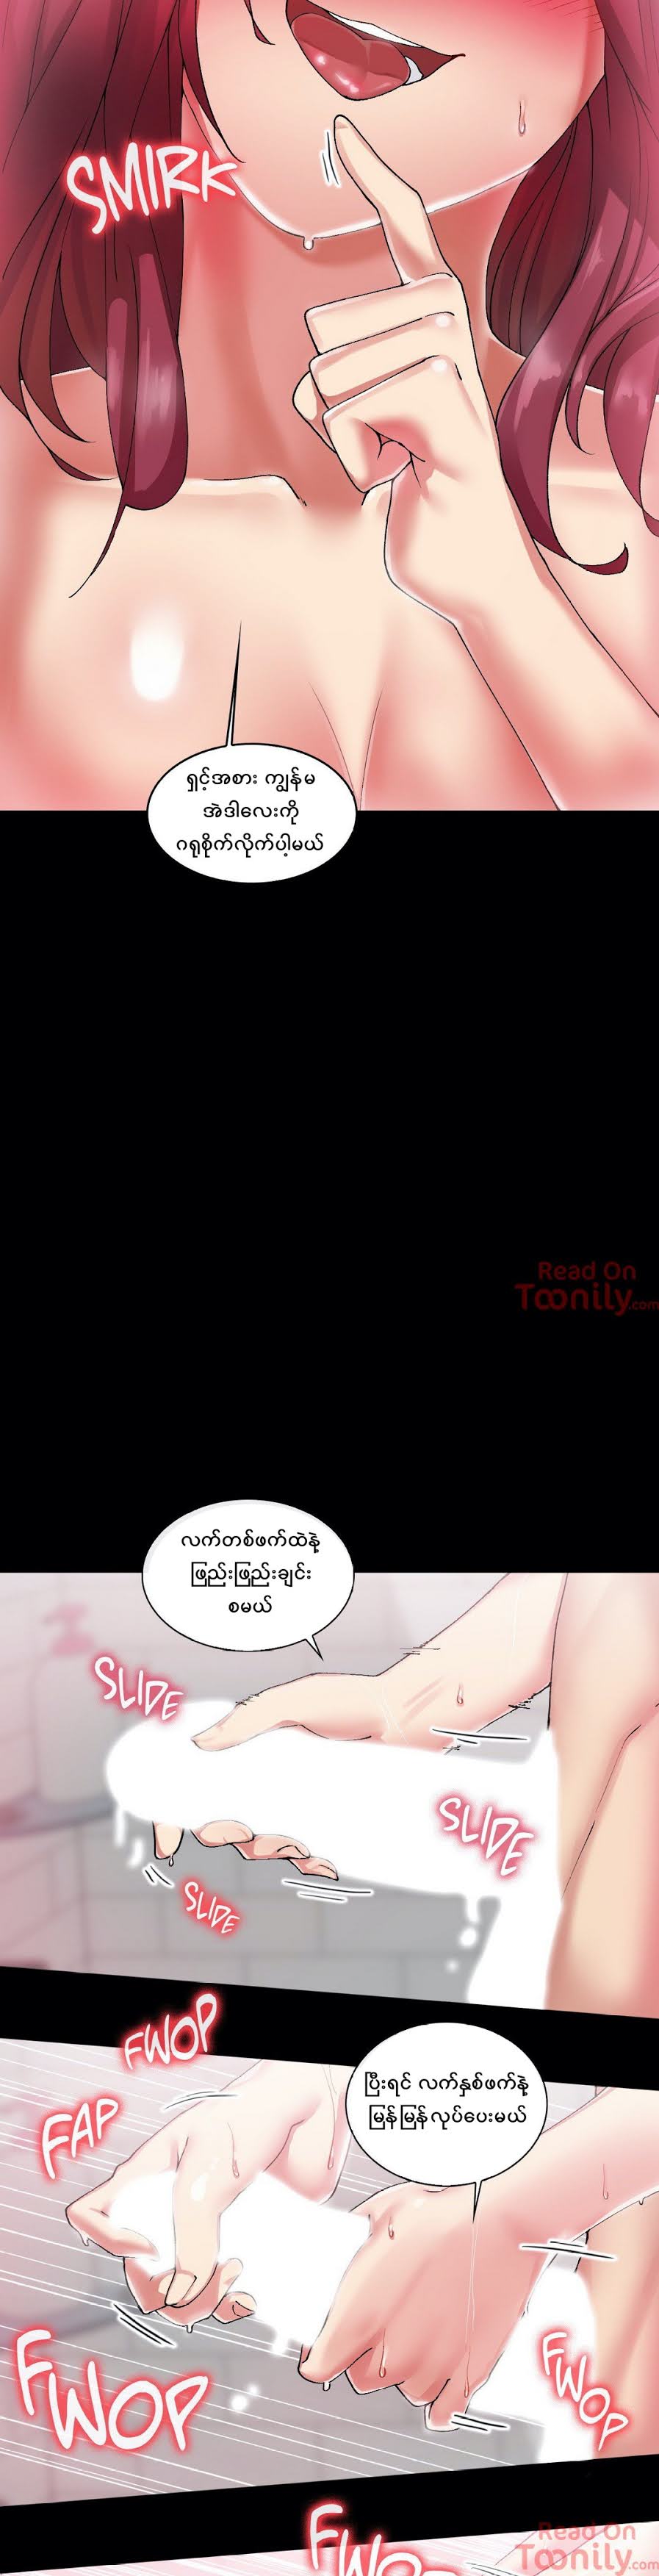 SMIRK
ရှင့်အစား ကျွန်မ
အဲဒါလေးကို
ဂရုစိုက်လိုက်ပါ့မယ်
Read On
Toonily.com
လက်တစ်ဖက်ထဲနဲ့
ဖြည်းဖြည်းချင်း
စမယ်
SLIDE
SLIDE
SLIDE
FWOP
ပြီးရင် လက်နှစ်ဖက်နဲ့
မြန်မြန်လုပ်ပေးမယ်
FAP
FWOP
FWOP
FWOP
Read On
Toonily.com